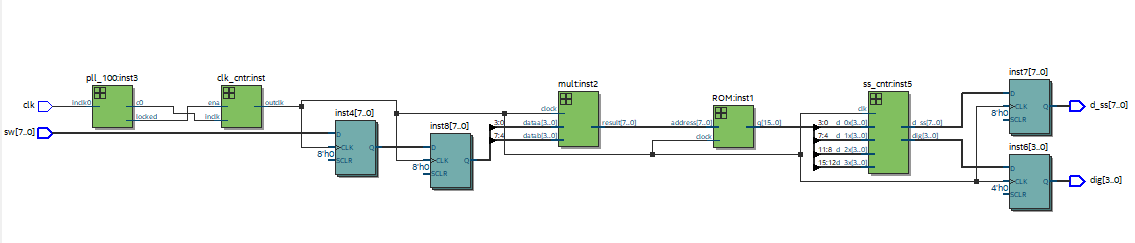 pll_100:inst3
clk
inclk0
c0
locked
clk_cntr:inst
ena
inclk
outclk
sw[7..0]
inst4[7..0]
D
CLK
8'h0
SCLR
Q
inst8[7..0]
D
CLK
8'h0
SCLR
Q
mult:inst2
clock
3:0
dataa[3..0]
7:4
datab[3..0]
result[7..0]
ROM:inst1
address[7..0]
clock
q[15..0]
ss_cntr:inst5
clk
3:0
d_0x[3..0]
7:4
d_1x[3..0]
11:8
d_2x[3..0]
15:12
d_3x[3..0]
d_ss[7..0]
dig[3..0]
inst7[7..0]
D
CLK
8'h0
SCLR
Q
d_ss[7..0]
inst6[3..0]
D
CLK
4'h0
SCLR
Q
dig[3..0]